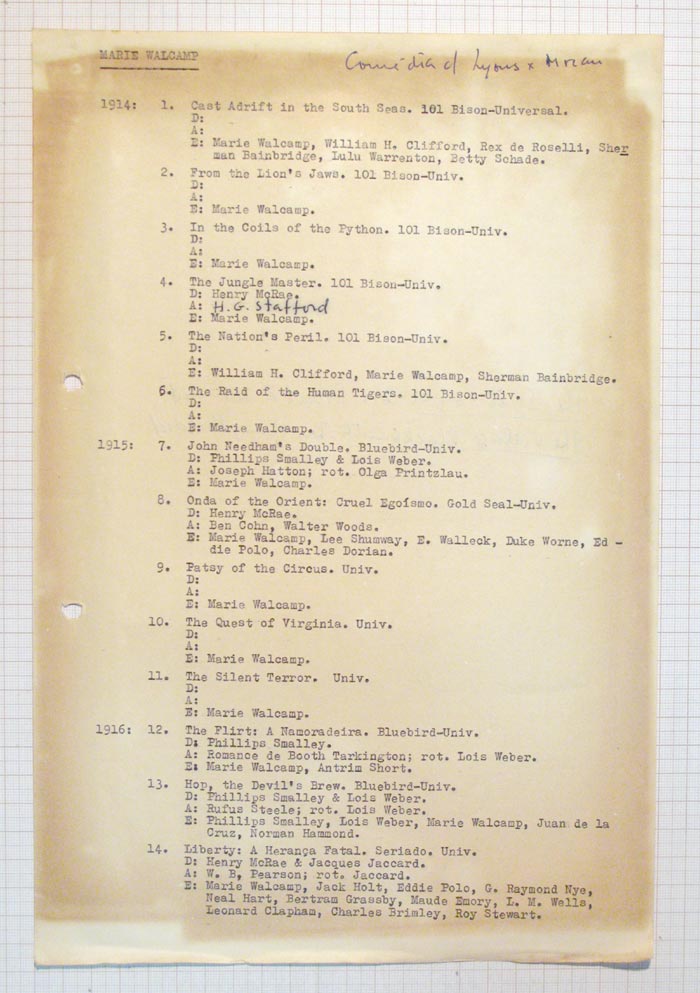 MARIE WALCAMP
Comédia d Lyons x Moran
1914: 1. Cast Adrift in the South Seas. 101 Bison-Universal.
D:
A:
E: Marie Walcamp, William H. Clifford, Rex de Roselli, Sher
man Bainbridge, Lulu Warrenton, Betty Schade.
2. From the Lion's Jaws. 101 Bison-Univ.
D:
A:
E: Marie Walcamp.
3. In the Coils of the Python. 101 Bison-Univ.
D:
A:
E: Marie Walcamp.
4. The Jungle Master. 101 Bison-Univ.
D: Henry McRae.
A: H.G. Stafford
E: Marie Walcamp.
5. The Nation's Peril. 101 Bison-Univ.
D:
A:
E: William H. Clifford, Marie Walcamp, Sherman Bainbridge.
6. The Raid of the Human Tigers. 101 Bison-Univ.
D:
A:
E: Marie Walcamp.
1915: 7. John Needham's Double. Bluebird-Univ.
D: Phillips Smalley & Lois Weber.
A: Joseph Hatton; rot. Olga Printzlau.
E: Marie Walcamp.
8. Onda of the Orient: Cruel Egoísmo. Gold Seal-Univ.
D: Henry McRae.
A: Ben Cohn, Walter Woods.
E: Marie Walcamp, Lee Shumway, E. Walleck, Duke Worne, Ed -
die Polo, Charles Dorian.
9. Patsy of the Circus. Univ.
D:
A:
E: Marie Walcamp.
10. The Quest of Virginia. Univ.
D:
A:
E: Marie Walcamp.
11. The Silent Terror. Univ.
D:
A:
E: Marie Walcamp.
1916: 12. The Flirt: A Namoradeira. Bluebird-Univ.
D: Phillips Smalley.
A: Romance de Booth Tarkington; rot. Lois Weber.
E: Marie Walcamp, Antrim Short.
13. Hop, the Devil's Brew. Bluebird-Univ.
D: Phillips Smalley & Lois Weber.
A: Rufus Steele; rot. Lois Weber.
E: Phillips Smalley, Lois Weber, Marie Walcamp, Juan de la
Cruz, Norman Hammond.
14. Liberty: A Herança Fatal. Seriado. Univ.
D: Henry McRae & Jacques Jaccard.
A: W. B, Pearson; rot. Jaccard.
E: Marie Walcamp, Jack Holt, Eddie Polo, G. Raymond Nye,
Neal Hart, Bertram Grassby, Maude Emory, L. M. Wells,
Leonard Clapham, Charles Brimley, Roy Stewart.